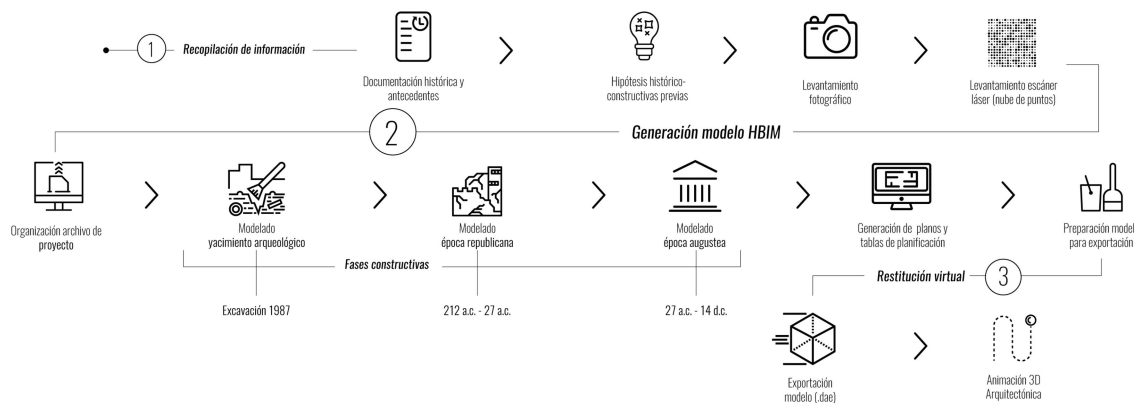 1
Recopilación de información
Documentación histórica y
antecedentes
Hipótesis histórico-
constructivas previas
Levantamiento
fotográfico
Levantamiento escáner
láser (nube de puntos)
2
Generación modelo HBIM
Organización archivo de
proyecto
Modelado
yacimiento arqueológico
Modelado
época republicana
Modelado
época augustea
Generación de planos y
tablas de planificación
Preparación model
para exportación
Fases constructivas
Excavación 1987
212 a.c. - 27 a.c.
27 a.c. - 14 d.c.
Restitución virtual
3
Exportación
modelo (.dae)
Animación 3D
Arquitectónica